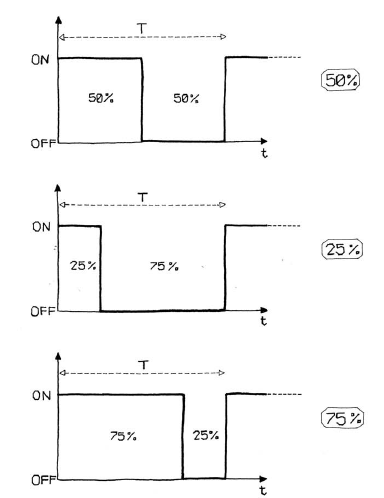 T
ON
50% 50% 50%
OFF
t
T
ON
25% 75% 25%
OFF
t
T
ON
75% 25% 75%
OFF
t